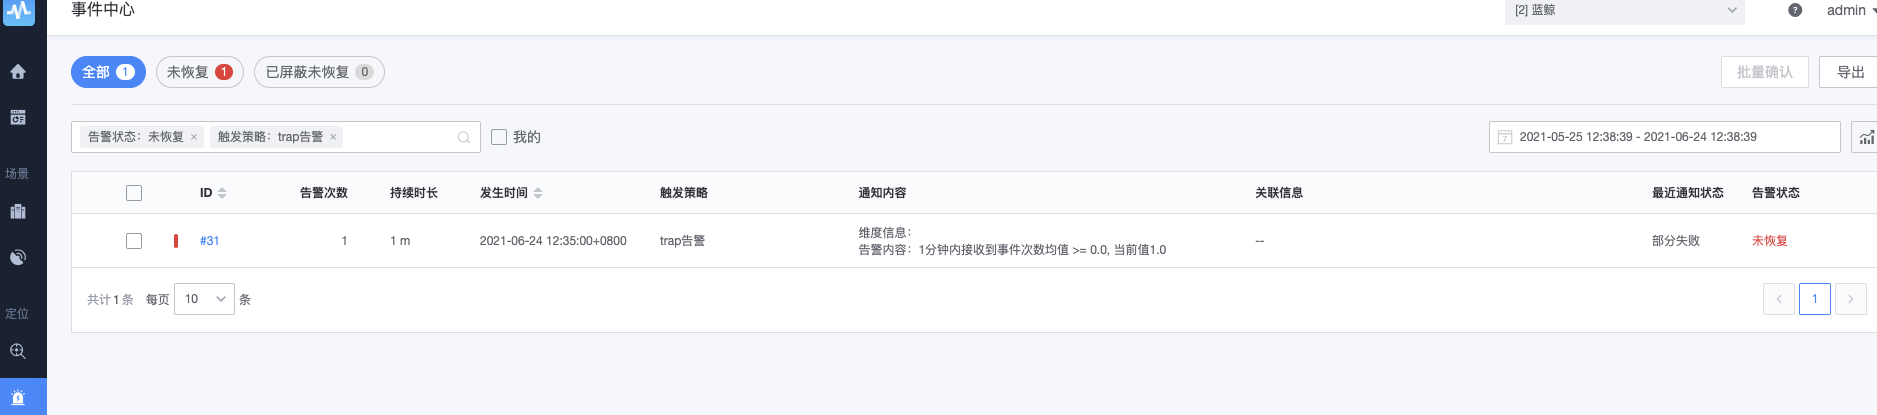 事件中心
[2] 蓝鲸
admin
全部 1
未恢复 1
已屏蔽未恢复 0
批量确认
导出
告警状态：未恢复 ×
触发策略：trap告警 ×
我的
2021-05-25 12:38:39 - 2021-06-24 12:38:39
场景
ID
告警次数
持续时长
发生时间
触发策略
通知内容
关联信息
最近通知状态
告警状态
#31
1
1 m
2021-06-24 12:35:00+0800
trap告警
维度信息：
告警内容：1分钟内接收到事件次数均值 >= 0.0, 当前值1.0
--
部分失败
未恢复
共计 1 条
每页 10 条
1
定位